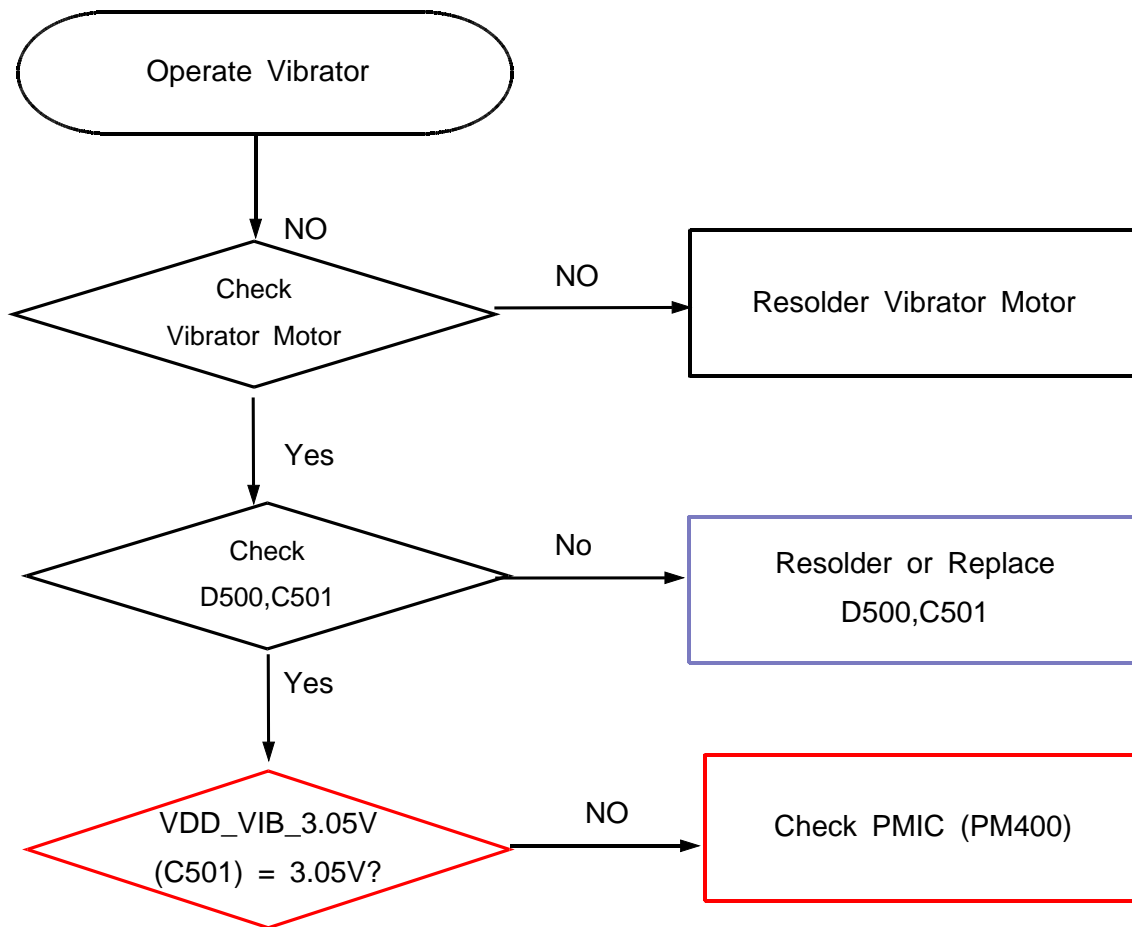 Operate Vibrator
NO
Check
Vibrator Motor
NO
Resolder Vibrator Motor
Yes
Check
D500,C501
No
Resolder or Replace
D500,C501
Yes
VDD_VIB_3.05V
(C501) = 3.05V?
NO
Check PMIC (PM400)